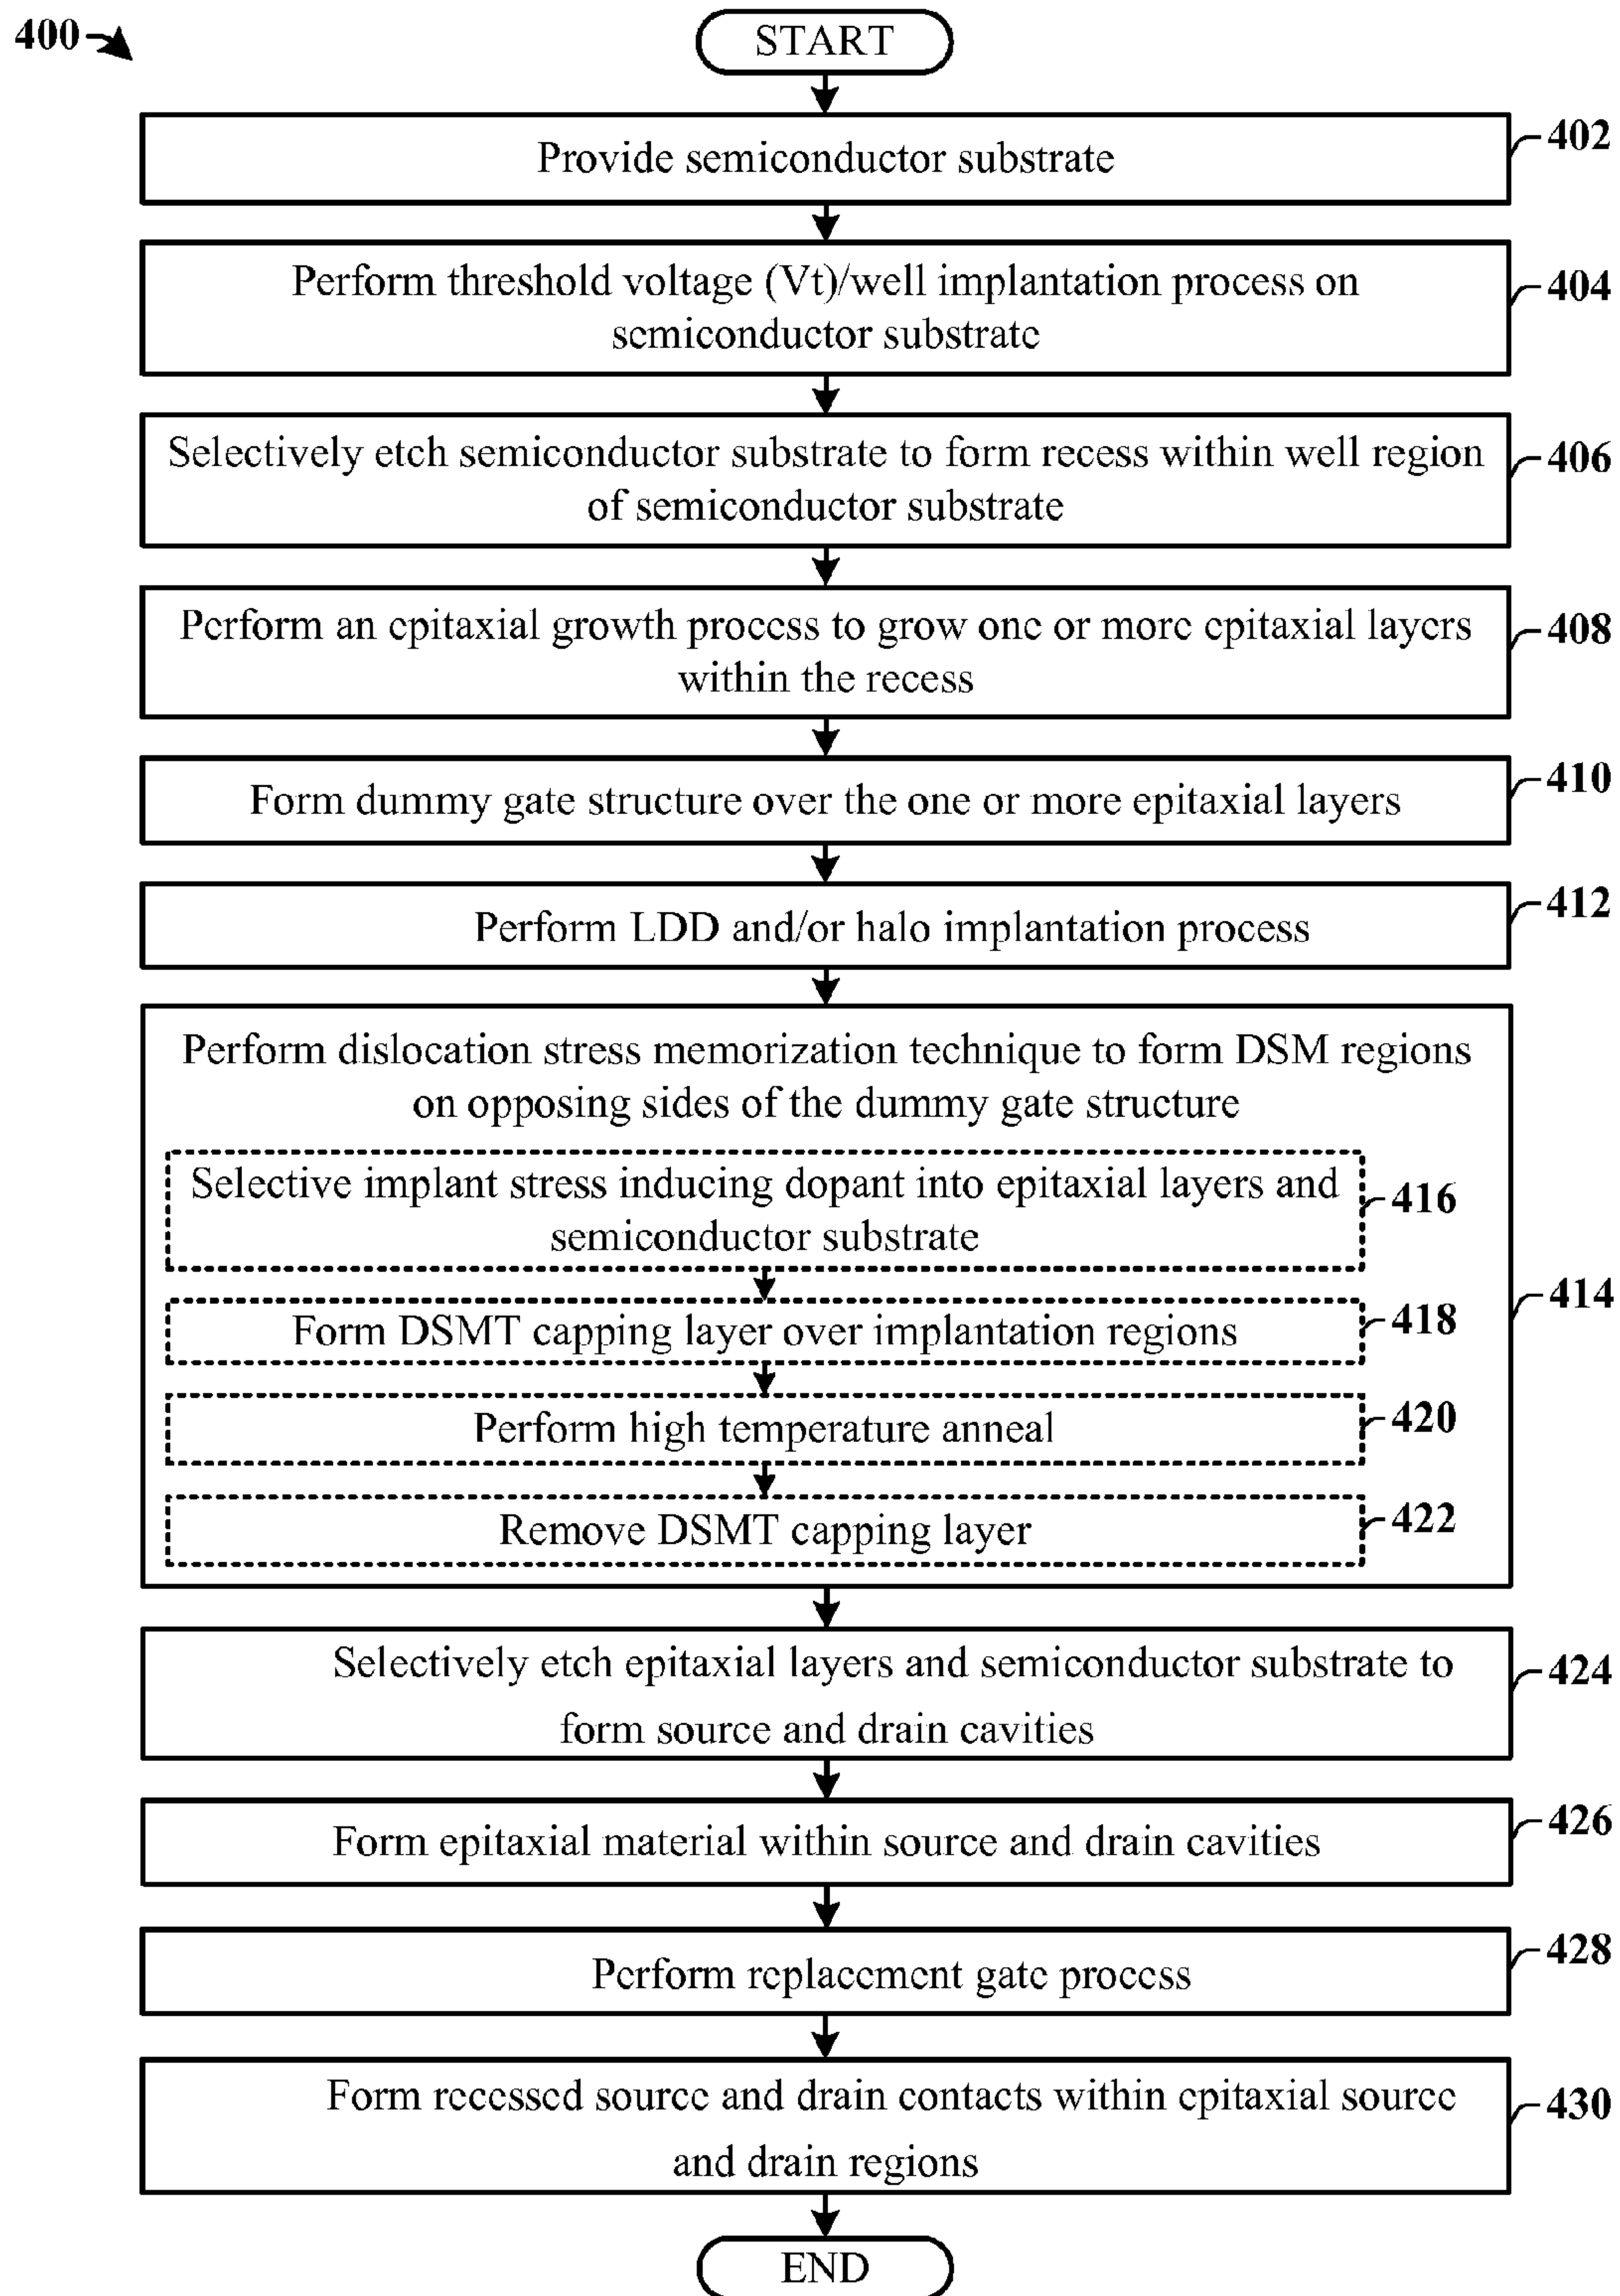 400
START
Provide semiconductor substrate
402
Perform threshold voltage (Vt)/well implantation process on
semiconductor substrate
404
Selectively etch semiconductor substrate to form recess within well region
of semiconductor substrate
406
Perform an epitaxial growth process to grow one or more epitaxial layers
within the recess
408
Form dummy gate structure over the one or more epitaxial layers
410
Perform LDD and/or halo implantation process
412
Perform dislocation stress memorization technique to form DSM regions
on opposing sides of the dummy gate structure
414
Selective implant stress inducing dopant into epitaxial layers and
semiconductor substrate
416
Form DSMT capping layer over implantation regions
418
Perform high temperature anneal
420
Remove DSMT capping layer
422
Selectively etch epitaxial layers and semiconductor substrate to
form source and drain cavities
424
Form epitaxial material within source and drain cavities
426
Perform replacement gate process
428
Form recessed source and drain contacts within epitaxial source
and drain regions
430
END